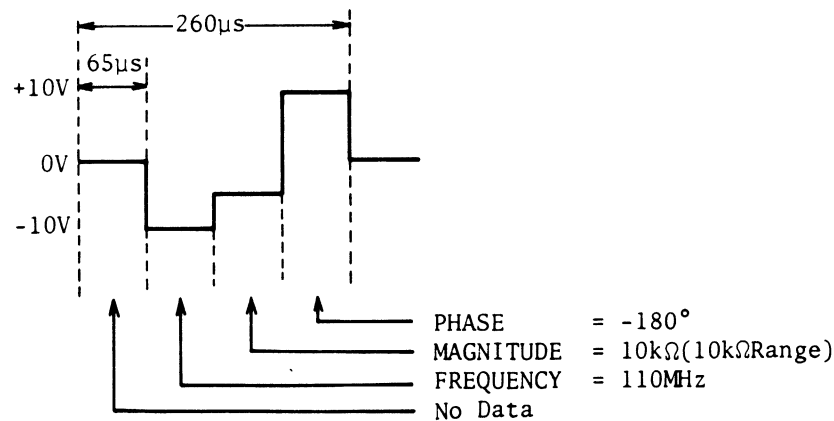 260μs
65μs
+10V
0V
-10V
PHASE = -180°
MAGNITUDE = 10kΩ(10kΩRange)
FREQUENCY = 110MHz
No Data